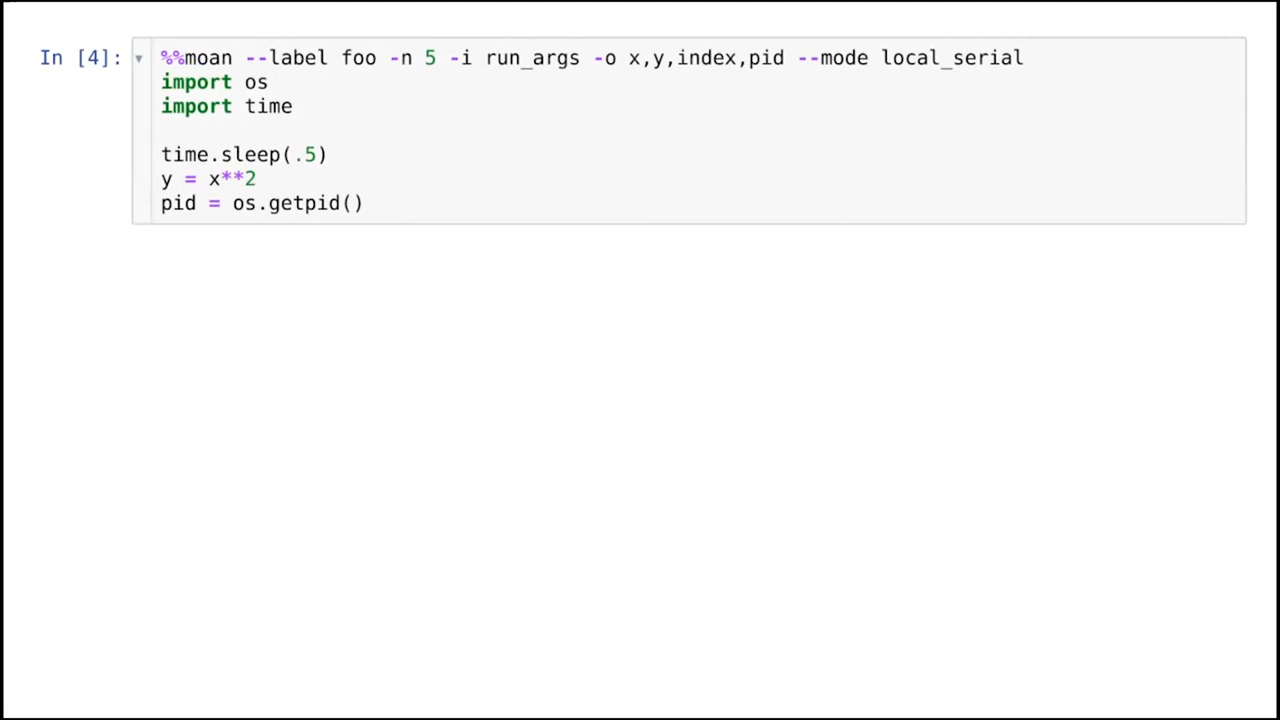 In [4]: %%moan --label foo -n 5 -i run_args -o x,y,index,pid --mode local_serial
import os
import time
time.sleep(.5)
y = x**2
pid = os.getpid()